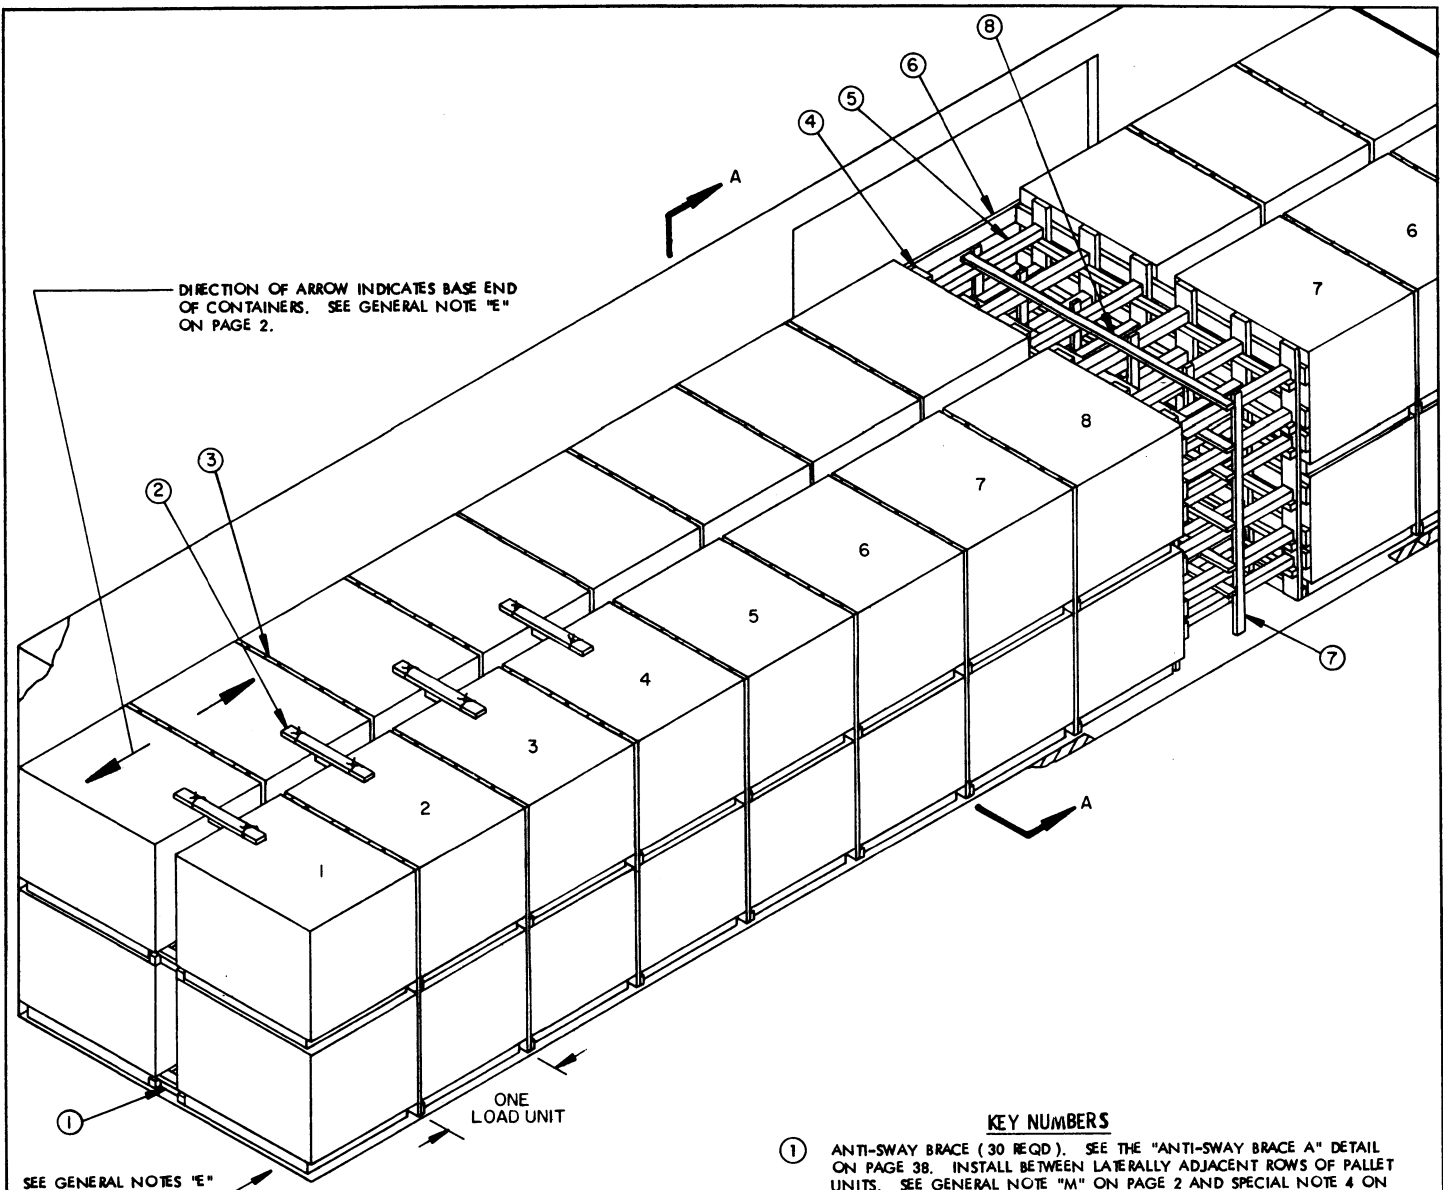 8
6
5
4
A
6
7
DIRECTION OF ARROW INDICATES BASE END
OF CONTAINERS. SEE GENERAL NOTE "E"
ON PAGE 2.
8
3
7
2
6
5
7
4
3
2
A
1
ONE
LOAD UNIT
1
KEY NUMBERS
1 ANTI-SWAY BRACE (30 REQD). SEE THE "ANTI-SWAY BRACE A" DETAIL
ON PAGE 38. INSTALL BETWEEN LATERALLY ADJACENT ROWS OF PALLET
UNITS. SEE GENERAL NOTE "M" ON PAGE 2 AND SPECIAL NOTE 4 ON
SEE GENERAL NOTES "E"